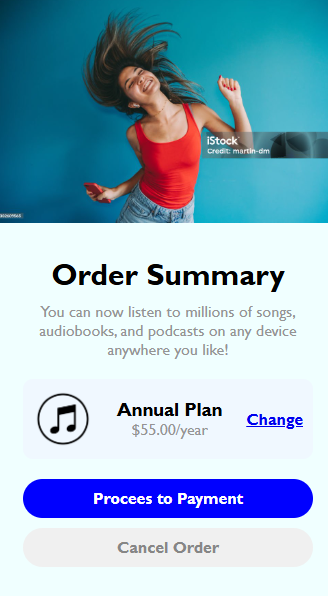 iStock
Credit: martin-dm
Order Summary
You can now listen to millions of songs,
audiobooks, and podcasts on any device
anywhere you like!
Annual Plan
$55.00/year
Change
Procees to Payment
Cancel Order